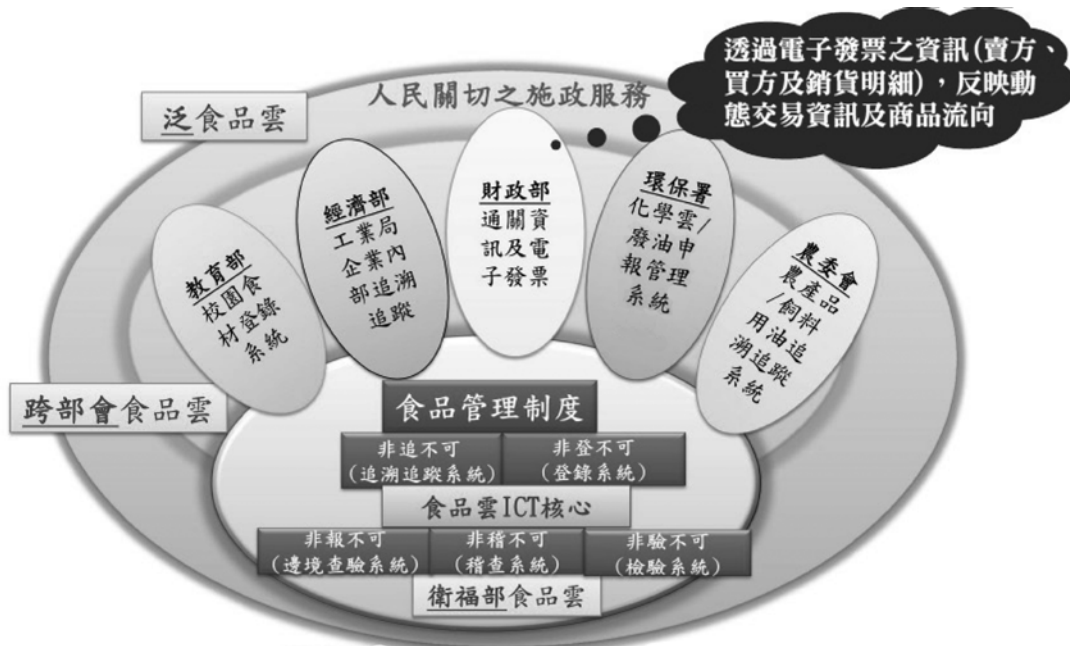 透過電子發票之資訊(賣方、
買方及銷貨明細)，反映動
態交易資訊及商品流向
人民關切之施政服務
泛食品雲
教育部
校園食
材登錄
系統
經濟部
工業局
企業內
部追溯
追蹤
財政部
通關資
訊及電
子發票
環保署
化學雲/
廢油申
報管理
系統
農委會
農產品
/飼料
用油追
溯追蹤
系統
跨部會食品雲
食品管理制度
非追不可
(追溯追蹤系統)
非登不可
(登錄系統)
食品雲ICT核心
非報不可
(邊境查驗系統)
非稽不可
(稽查系統)
非驗不可
(檢驗系統)
衛福部食品雲